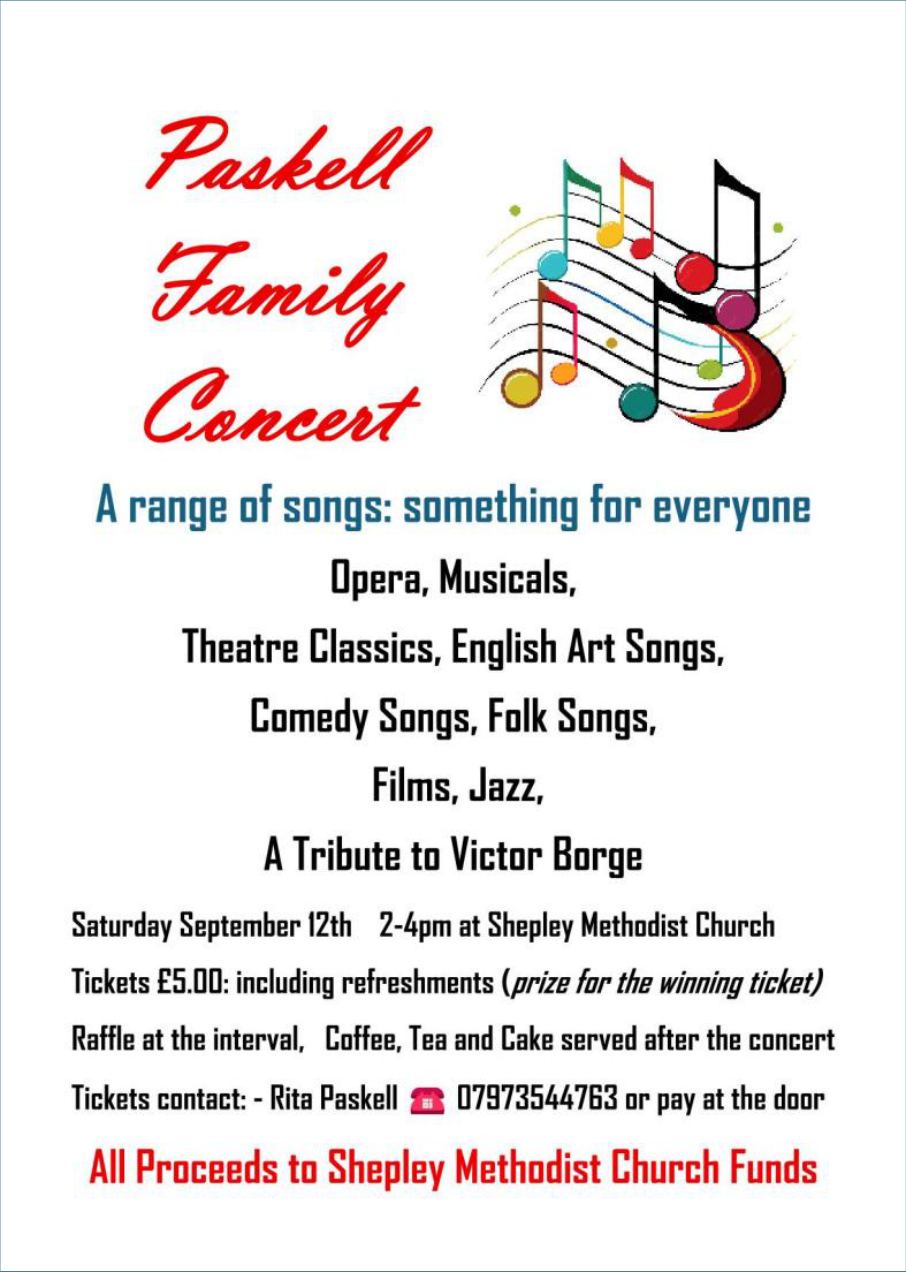 Paskell
Family
Concert
A range of songs: something for everyone
Opera, Musicals,
Theatre Classics, English Art Songs,
Comedy Songs, Folk Songs,
Films, Jazz,
A Tribute to Victor Borge
Saturday September 12th 2-4pm at Shepley Methodist Church
Tickets £5.00: including refreshments (prize for the winning ticket)
Raffle at the interval, Coffee, Tea and Cake served after the concert
Tickets contact: - Rita Paskell ☎ 07973544763 or pay at the door
All Proceeds to Shepley Methodist Church Funds